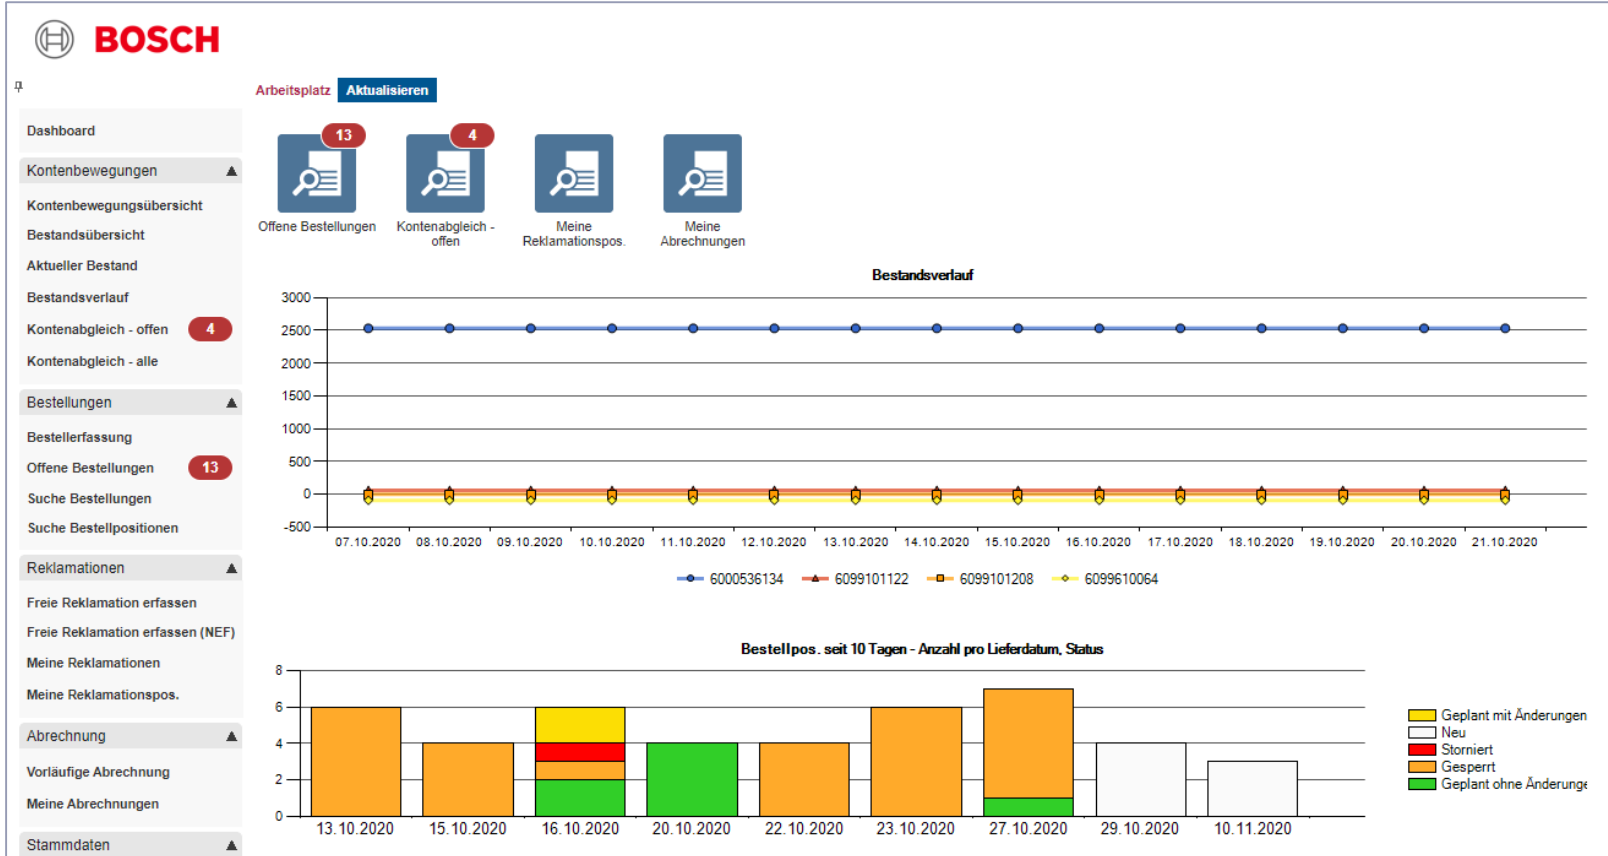 BOSCH
Arbeitsplatz Aktualisieren
Dashboard
Kontenbewegungen
Kontenbewegungsübersicht
Bestandsübersicht
Aktueller Bestand
Bestandsverlauf
Kontenabgleich - offen 4
Kontenabgleich - alle
Bestellungen
Bestellerfassung
Offene Bestellungen 13
Suche Bestellungen
Suche Bestellpositionen
Reklamationen
Freie Reklamation erfassen
Freie Reklamation erfassen (NEF)
Meine Reklamationen
Meine Reklamationspos.
Abrechnung
Vorläufige Abrechnung
Meine Abrechnungen
Stammdaten
13
Offene Bestellungen
4
Kontenabgleich -
offen
Meine
Reklamationspos.
Meine
Abrechnungen
Bestandsverlauf
3000
2500
2000
1500
1000
500
0
-500
07.10.2020 08.10.2020 09.10.2020 10.10.2020 11.10.2020 12.10.2020 13.10.2020 14.10.2020 15.10.2020 16.10.2020 17.10.2020 18.10.2020 19.10.2020 20.10.2020 21.10.2020
6000536134 6099101122 6099101208 6099610064
Bestellpos. seit 10 Tagen - Anzahl pro Lieferdatum, Status
8
6
4
2
0
13.10.2020 15.10.2020 16.10.2020 20.10.2020 22.10.2020 23.10.2020 27.10.2020 29.10.2020 10.11.2020
Geplant mit Änderungen
Neu
Storniert
Gesperrt
Geplant ohne Änderunge